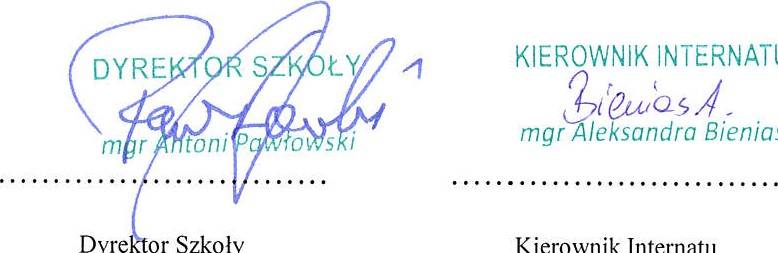 DYREKTOR SZKOŁY
mgr Antoni Pawłowski
KIEROWNIK INTERNATU
Bienias A.
mgr Aleksandra Bienias
Dyrektor Szkoły
Kierownik Internatu